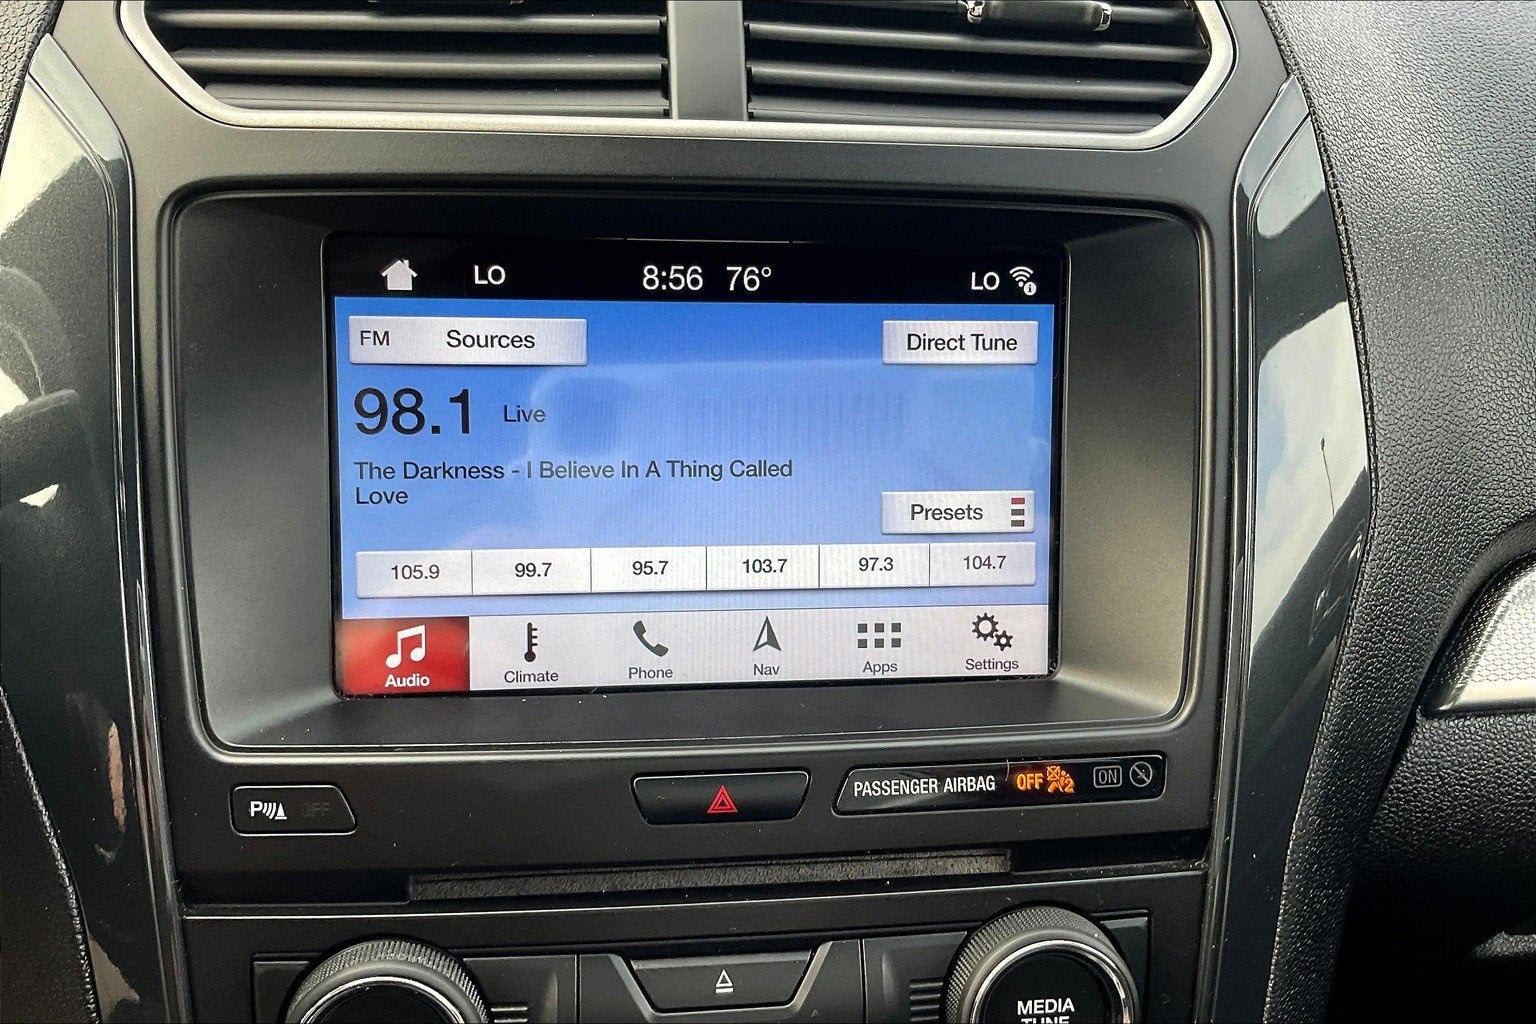 LO 8:56 76° LO
FM Sources Direct Tune
98.1 Live
The Darkness - I Believe In A Thing Called
Love
Presets
105.9 99.7 95.7 103.7 97.3 104.7
Audio Climate Phone Nav Apps Settings
P OFF
PASSENGER AIRBAG OFF 2 ON
MEDIA
TUNE